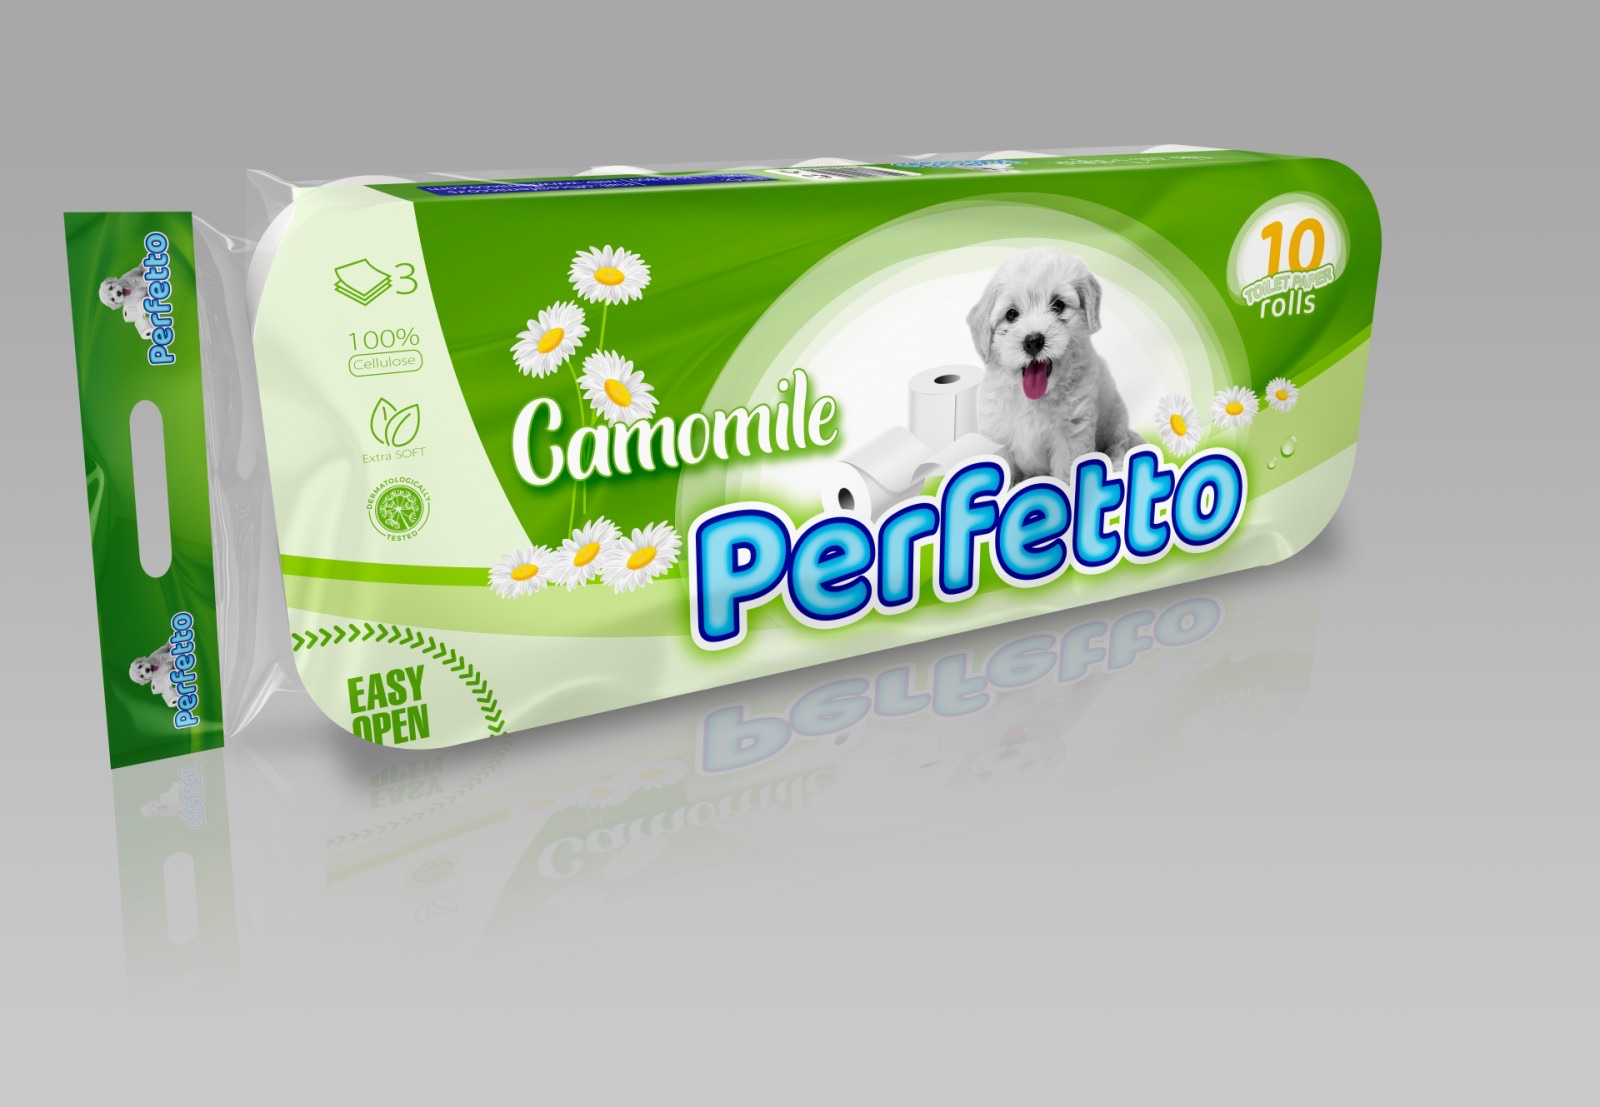 Perfetto
Perfetto
3
100%
Cellulose
Extra SOFT
DERMATOLOGICALLY
TESTED
EASY
OPEN
Camomile
Perfetto
10
TOILET PAPER
rolls